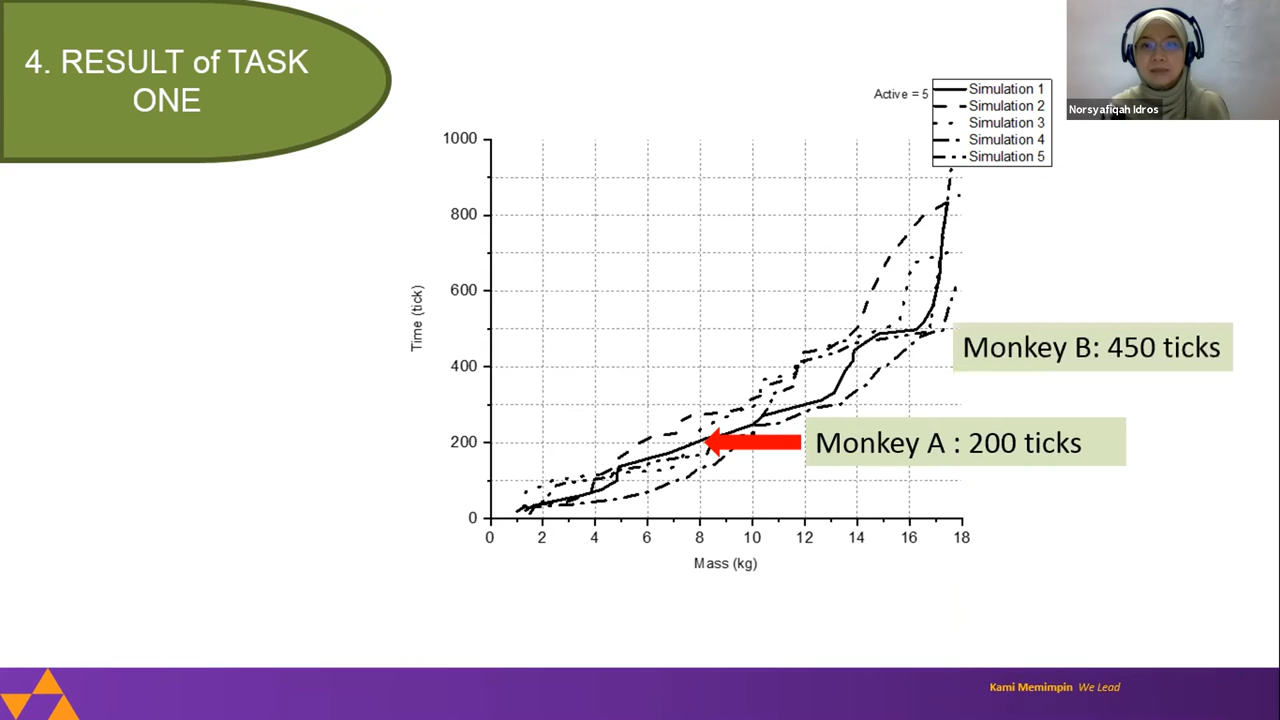 4. RESULT of TASK
ONE
Norsyafiqah Idros
Active = 5
Simulation 1
Simulation 2
Simulation 3
Simulation 4
Simulation 5
1000
800
600
400
200
0
Time (tick)
0 2 4 6 8 10 12 14 16 18
Mass (kg)
Monkey B: 450 ticks
Monkey A : 200 ticks
Kami Memimpin We Lead